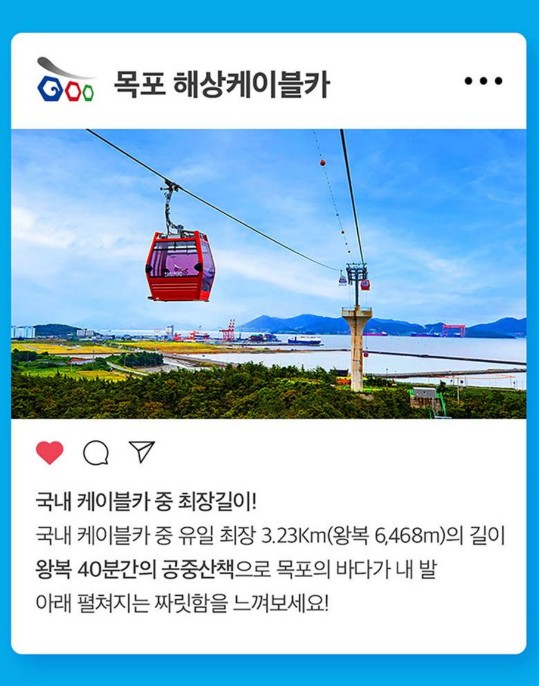 목포 해상케이블카
국내 케이블카 중 최장길이!
국내 케이블카 중 유일 최장 3.23Km(왕복 6,468m)의 길이
왕복 40분간의 공중산책으로 목포의 바다가 내 발
아래 펼쳐지는 짜릿함을 느껴보세요!